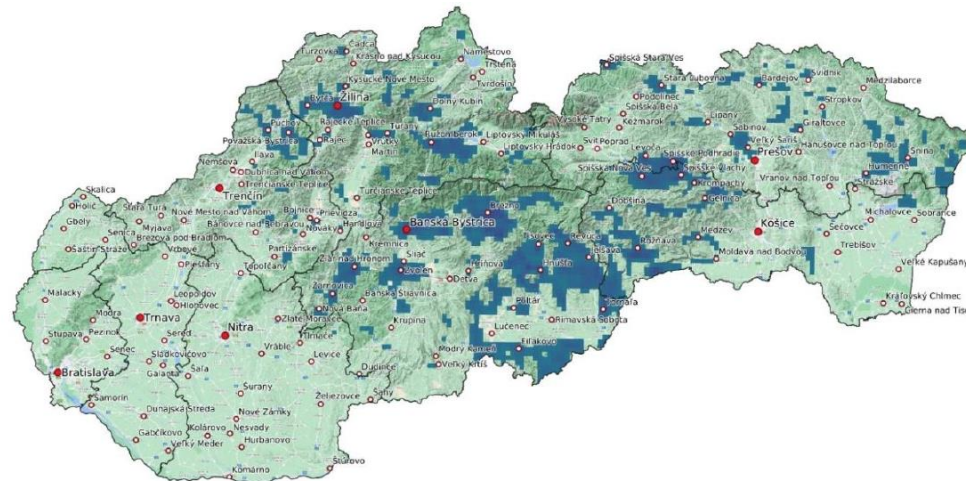 Čadca
Turzovka
Krásno nad Kysucou
Námestovo
Trstená
Tvrdošín
Kysucké Nové Mesto
Bytča
Žilina
Dolný Kubín
Rajecké Teplice
Rajec
Turany
Vrútky
Martin
Ružomberok
Liptovský Mikuláš
Liptovský Hrádok
Púchov
Považská Bystrica
Ilava
Nemšová
Dubnica nad Váhom
Trenčianske Teplice
Trenčín
Turčianske Teplice
Spišská Stará Ves
Stará Ľubovňa
Podolínec
Spišská Belá
Kežmarok
Vysoké Tatry
Svit
Poprad
Levoča
Lipany
Sabinov
Veľký Šariš
Prešov
Bardejov
Svidník
Stropkov
Giraltovce
Medzilaborce
Hanušovce nad Topľou
Vranov nad Topľou
Snina
Humenné
Strážske
Spišské Podhradie
Spišská Nová Ves
Spišské Vlachy
Krompachy
Gelnica
Dobšiná
Rožňava
Medzev
Moldava nad Bodvou
Košice
Michalovce
Sobrance
Sečovce
Trebišov
Veľké Kapušany
Kráľovský Chlmec
Čierna nad Tis
Skalica
Holíč
Gbely
Šaštín-Stráže
Senica
Stará Turá
Myjava
Brezová pod Bradlom
Vrbové
Nové Mesto nad Váhom
Bánovce nad Bebravou
Piešťany
Topoľčany
Partizánske
Bojnice
Prievidza
Nováky
Handlová
Kremnica
Banská Bystrica
Brezno
Sliač
Zvolen
Žiar nad Hronom
Žarnovica
Nová Baňa
Banská Štiavnica
Detva
Hriňová
Tisovec
Revúca
Jelšava
Hnúšťa
Tornaľa
Poltár
Rimavská Sobota
Lučenec
Fiľakovo
Modrý Kameň
Veľký Krtíš
Krupina
Dudince
Šahy
Malacky
Stupava
Modra
Pezinok
Senec
Bratislava
Šamorín
Trnava
Leopoldov
Hlohovec
Sereď
Sládkovičovo
Galanta
Šaľa
Nitra
Vráble
Zlaté Moravce
Tlmače
Levice
Želiezovce
Šurany
Nové Zámky
Dunajská Streda
Gabčíkovo
Veľký Meder
Kolárovo
Nesvady
Hurbanovo
Komárno
Štúrovo